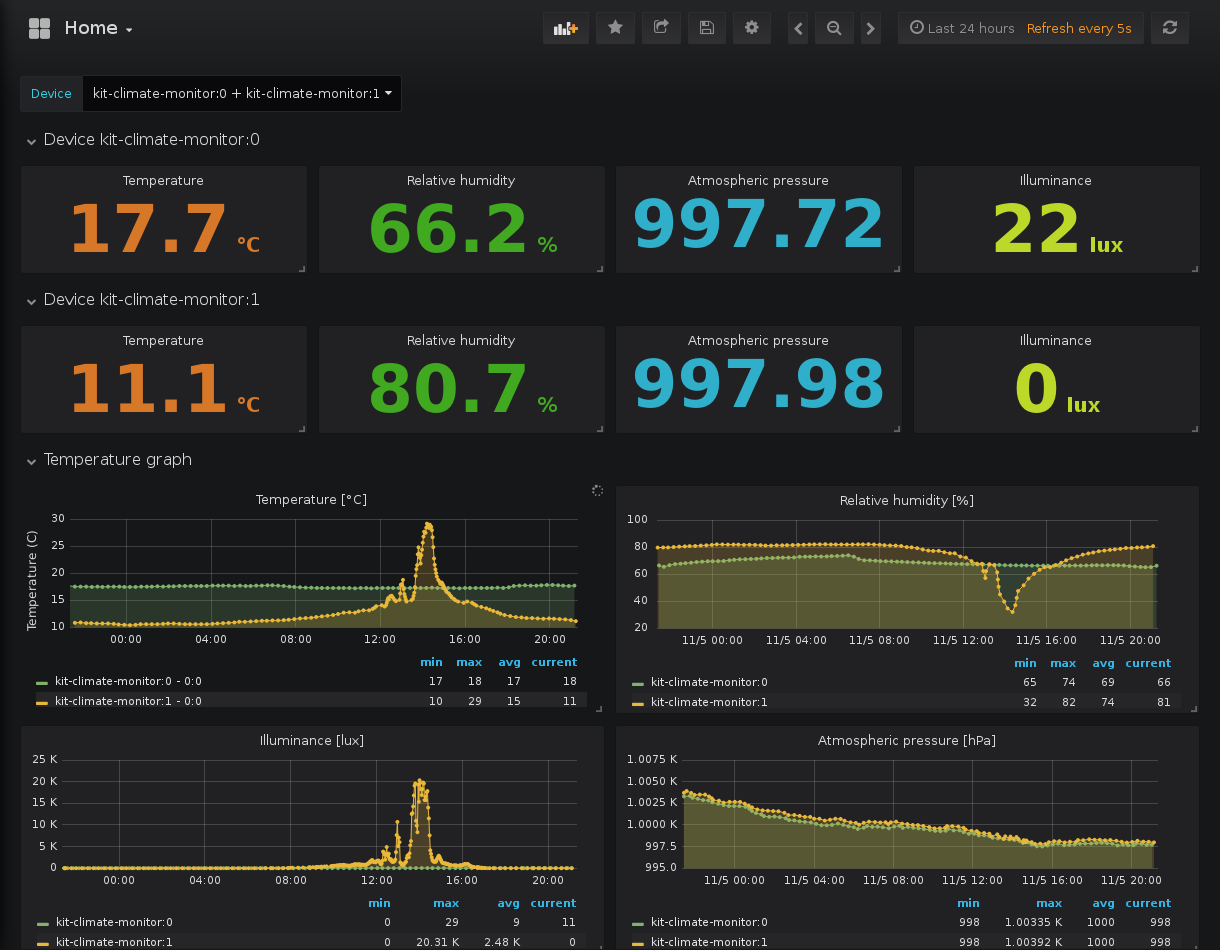 Home
Last 24 hours Refresh every 5s
Device kit-climate-monitor:0 + kit-climate-monitor:1
Device kit-climate-monitor:0
Temperature Relative humidity Atmospheric pressure Illuminance
17.7 °C 66.2 % 997.72 22 lux
Device kit-climate-monitor:1
Temperature Relative humidity Atmospheric pressure Illuminance
11.1 °C 80.7 % 997.98 0 lux
Temperature graph
Temperature [°C]
Temperature (C)
30
25
20
15
10
00:00 04:00 08:00 12:00 16:00 20:00
min max avg current
kit-climate-monitor:0 - 0:0 17 18 17 18
kit-climate-monitor:1 - 0:0 10 29 15 11
Relative humidity [%]
100
80
60
40
20
11/5 00:00 11/5 04:00 11/5 08:00 11/5 12:00 11/5 16:00 11/5 20:00
min max avg current
kit-climate-monitor:0 65 74 69 66
kit-climate-monitor:1 32 82 74 81
Illuminance [lux]
25 K
20 K
15 K
10 K
5 K
0
00:00 04:00 08:00 12:00 16:00 20:00
min max avg current
kit-climate-monitor:0 0 29 9 11
kit-climate-monitor:1 0 20.31 K 2.48 K 0
Atmospheric pressure [hPa]
1.0075 K
1.0050 K
1.0025 K
1.0000 K
997.5
995.0
11/5 00:00 11/5 04:00 11/5 08:00 11/5 12:00 11/5 16:00 11/5 20:00
min max avg current
kit-climate-monitor:0 998 1.00335 K 1000 998
kit-climate-monitor:1 998 1.00392 K 1000 998